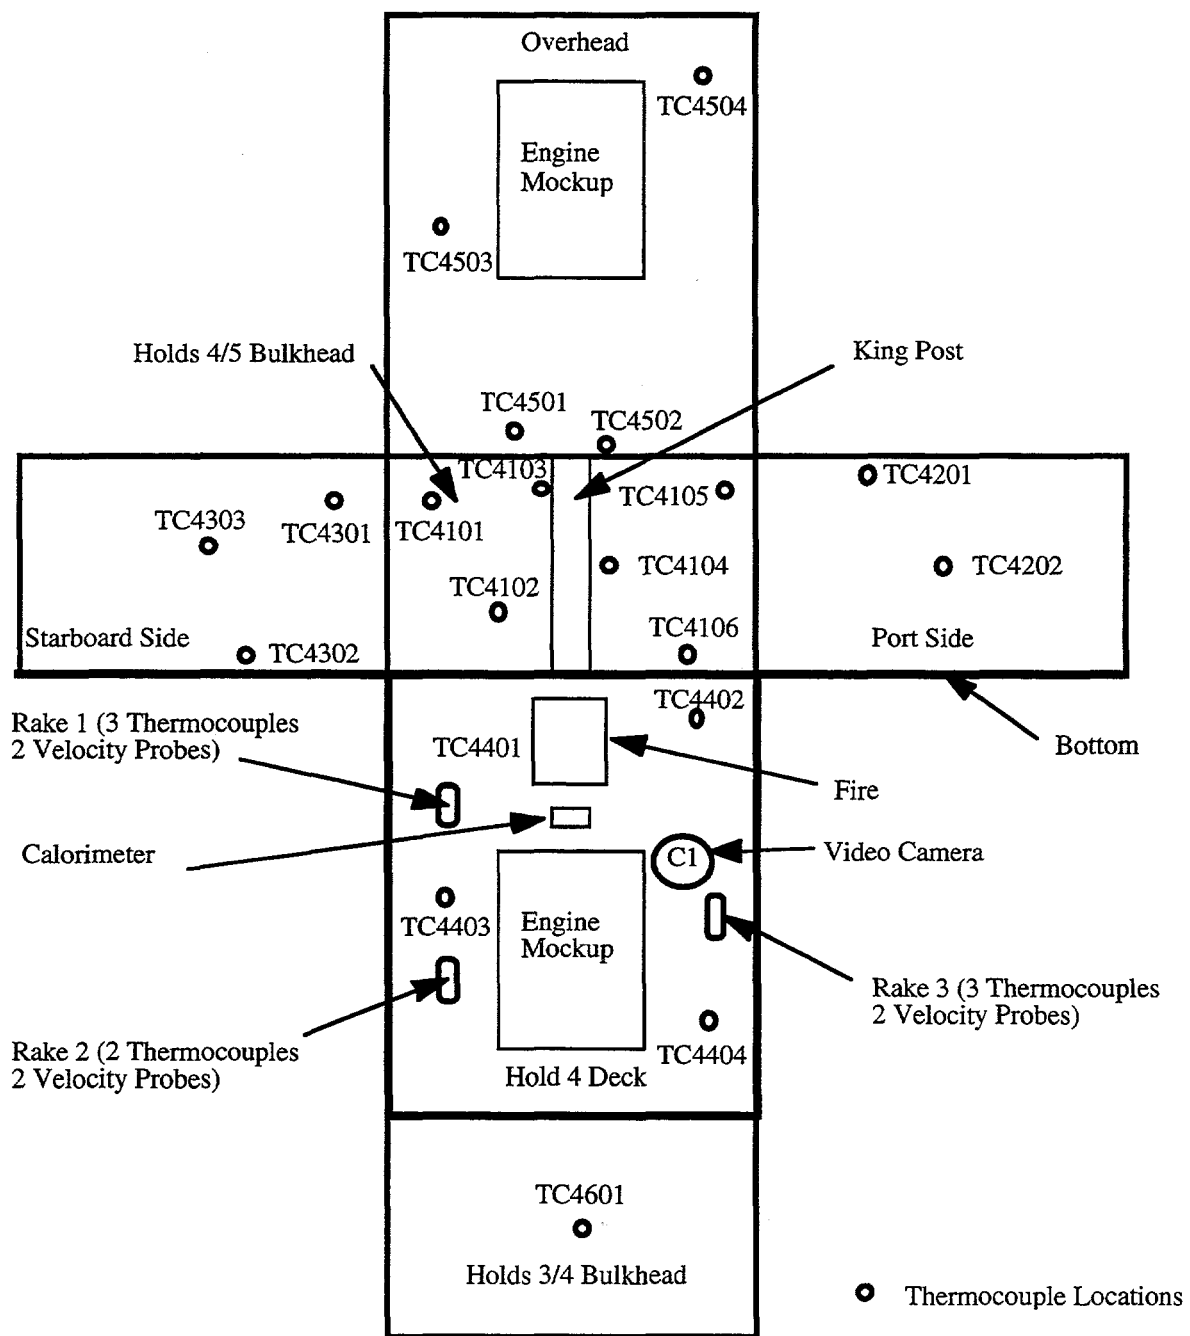 Overhead
TC4504
Engine
Mockup
TC4503
Holds 4/5 Bulkhead
King Post
TC4501
TC4502
TC4103
TC4105
TC4201
TC4303
TC4301
TC4101
TC4104
TC4202
TC4102
TC4106
Starboard Side
TC4302
Port Side
TC4402
Rake 1 (3 Thermocouples
2 Velocity Probes)
TC4401
Bottom
Fire
Calorimeter
C1
Video Camera
TC4403
Engine
Mockup
Rake 3 (3 Thermocouples
2 Velocity Probes)
Rake 2 (2 Thermocouples
2 Velocity Probes)
TC4404
Hold 4 Deck
TC4601
Holds 3/4 Bulkhead
Thermocouple Locations